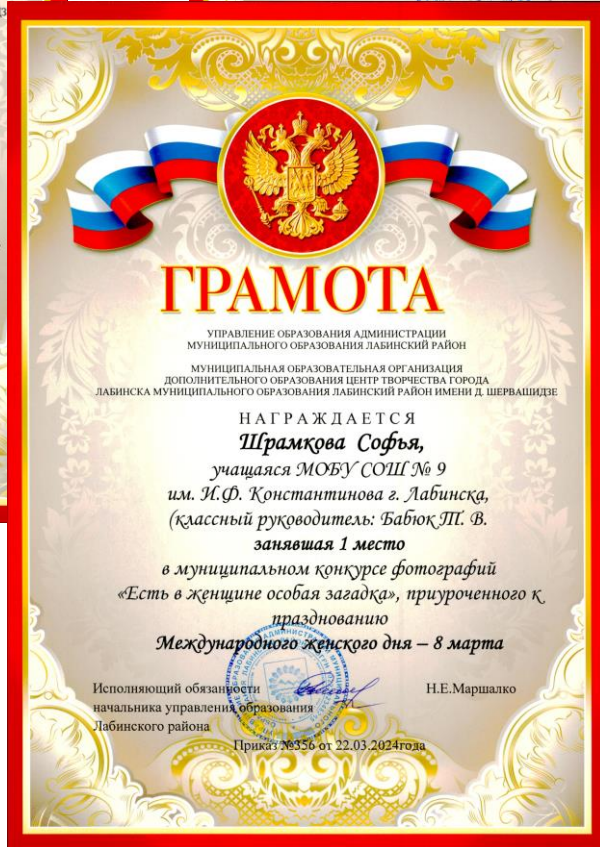 ГРАМОТА
УПРАВЛЕНИЕ ОБРАЗОВАНИЯ АДМИНИСТРАЦИИ
МУНИЦИПАЛЬНОГО ОБРАЗОВАНИЯ ЛАБИНСКИЙ РАЙОН
МУНИЦИПАЛЬНАЯ ОБРАЗОВАТЕЛЬНАЯ ОРГАНИЗАЦИЯ
ДОПОЛНИТЕЛЬНОГО ОБРАЗОВАНИЯ ЦЕНТР ТВОРЧЕСТВА ГОРОДА
ЛАБИНСКА МУНИЦИПАЛЬНОГО ОБРАЗОВАНИЯ ЛАБИНСКИЙ РАЙОН ИМЕНИ Д. ШЕРВАШИДЗЕ
НАГРАЖДАЕТСЯ
Шрамкова Софья,
учащаяся МОБУ СОШ № 9
им. И.Ф. Константинова г. Лабинска,
(классный руководитель: Бабюк Т. В.
занявшая 1 место
в муниципальном конкурсе фотографий
«Есть в женщине особая загадка», приуроченного к
празднованию
Международного женского дня – 8 марта
Исполняющий обязанности Н.Е.Маршалко
начальника управления образования
Лабинского района
Приказ №356 от 22.03.2024года